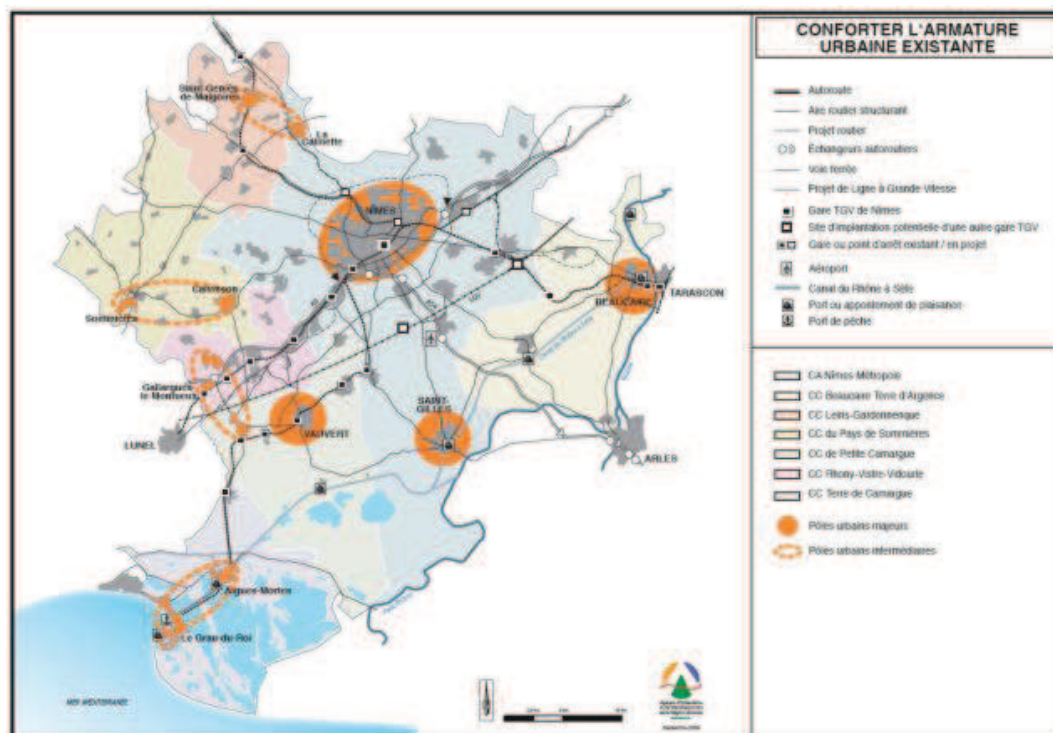 CONFORTER L'ARMATURE
URBAINE EXISTANTE
Autoroute
Axe routier structurant
Projet routier
Échangeurs autoroutiers
Voie ferrée
Projet de Ligne à Grande Vitesse
Gare TGV de Nîmes
Site d'implantation potentielle d'une autre gare TGV
Gare ou point d'arrêt existant / en projet
Aéroport
Canal du Rhône à Sète
Port ou appontement de plaisance
Port de pêche
CA Nîmes Métropole
CC Beaucaire Terre d'Argence
CC Leins-Gardonnenque
CC du Pays de Sommières
CC de Petite Camargue
CC Rhony-Vistre-Vidourle
CC Terre de Camargue
Pôles urbains majeurs
Pôles urbains intermédiaires
Saint-Geniès-
de-Malgoires
La
Calmette
NÎMES
Calvisson
Sommières
BEAUCAIRE
TARASCON
Gallargues-
le-Montueux
LUNEL
VAUVERT
SAINT-
GILLES
ARLES
Aigues-Mortes
Le Grau-du-Roi
MER MEDITERRANEE